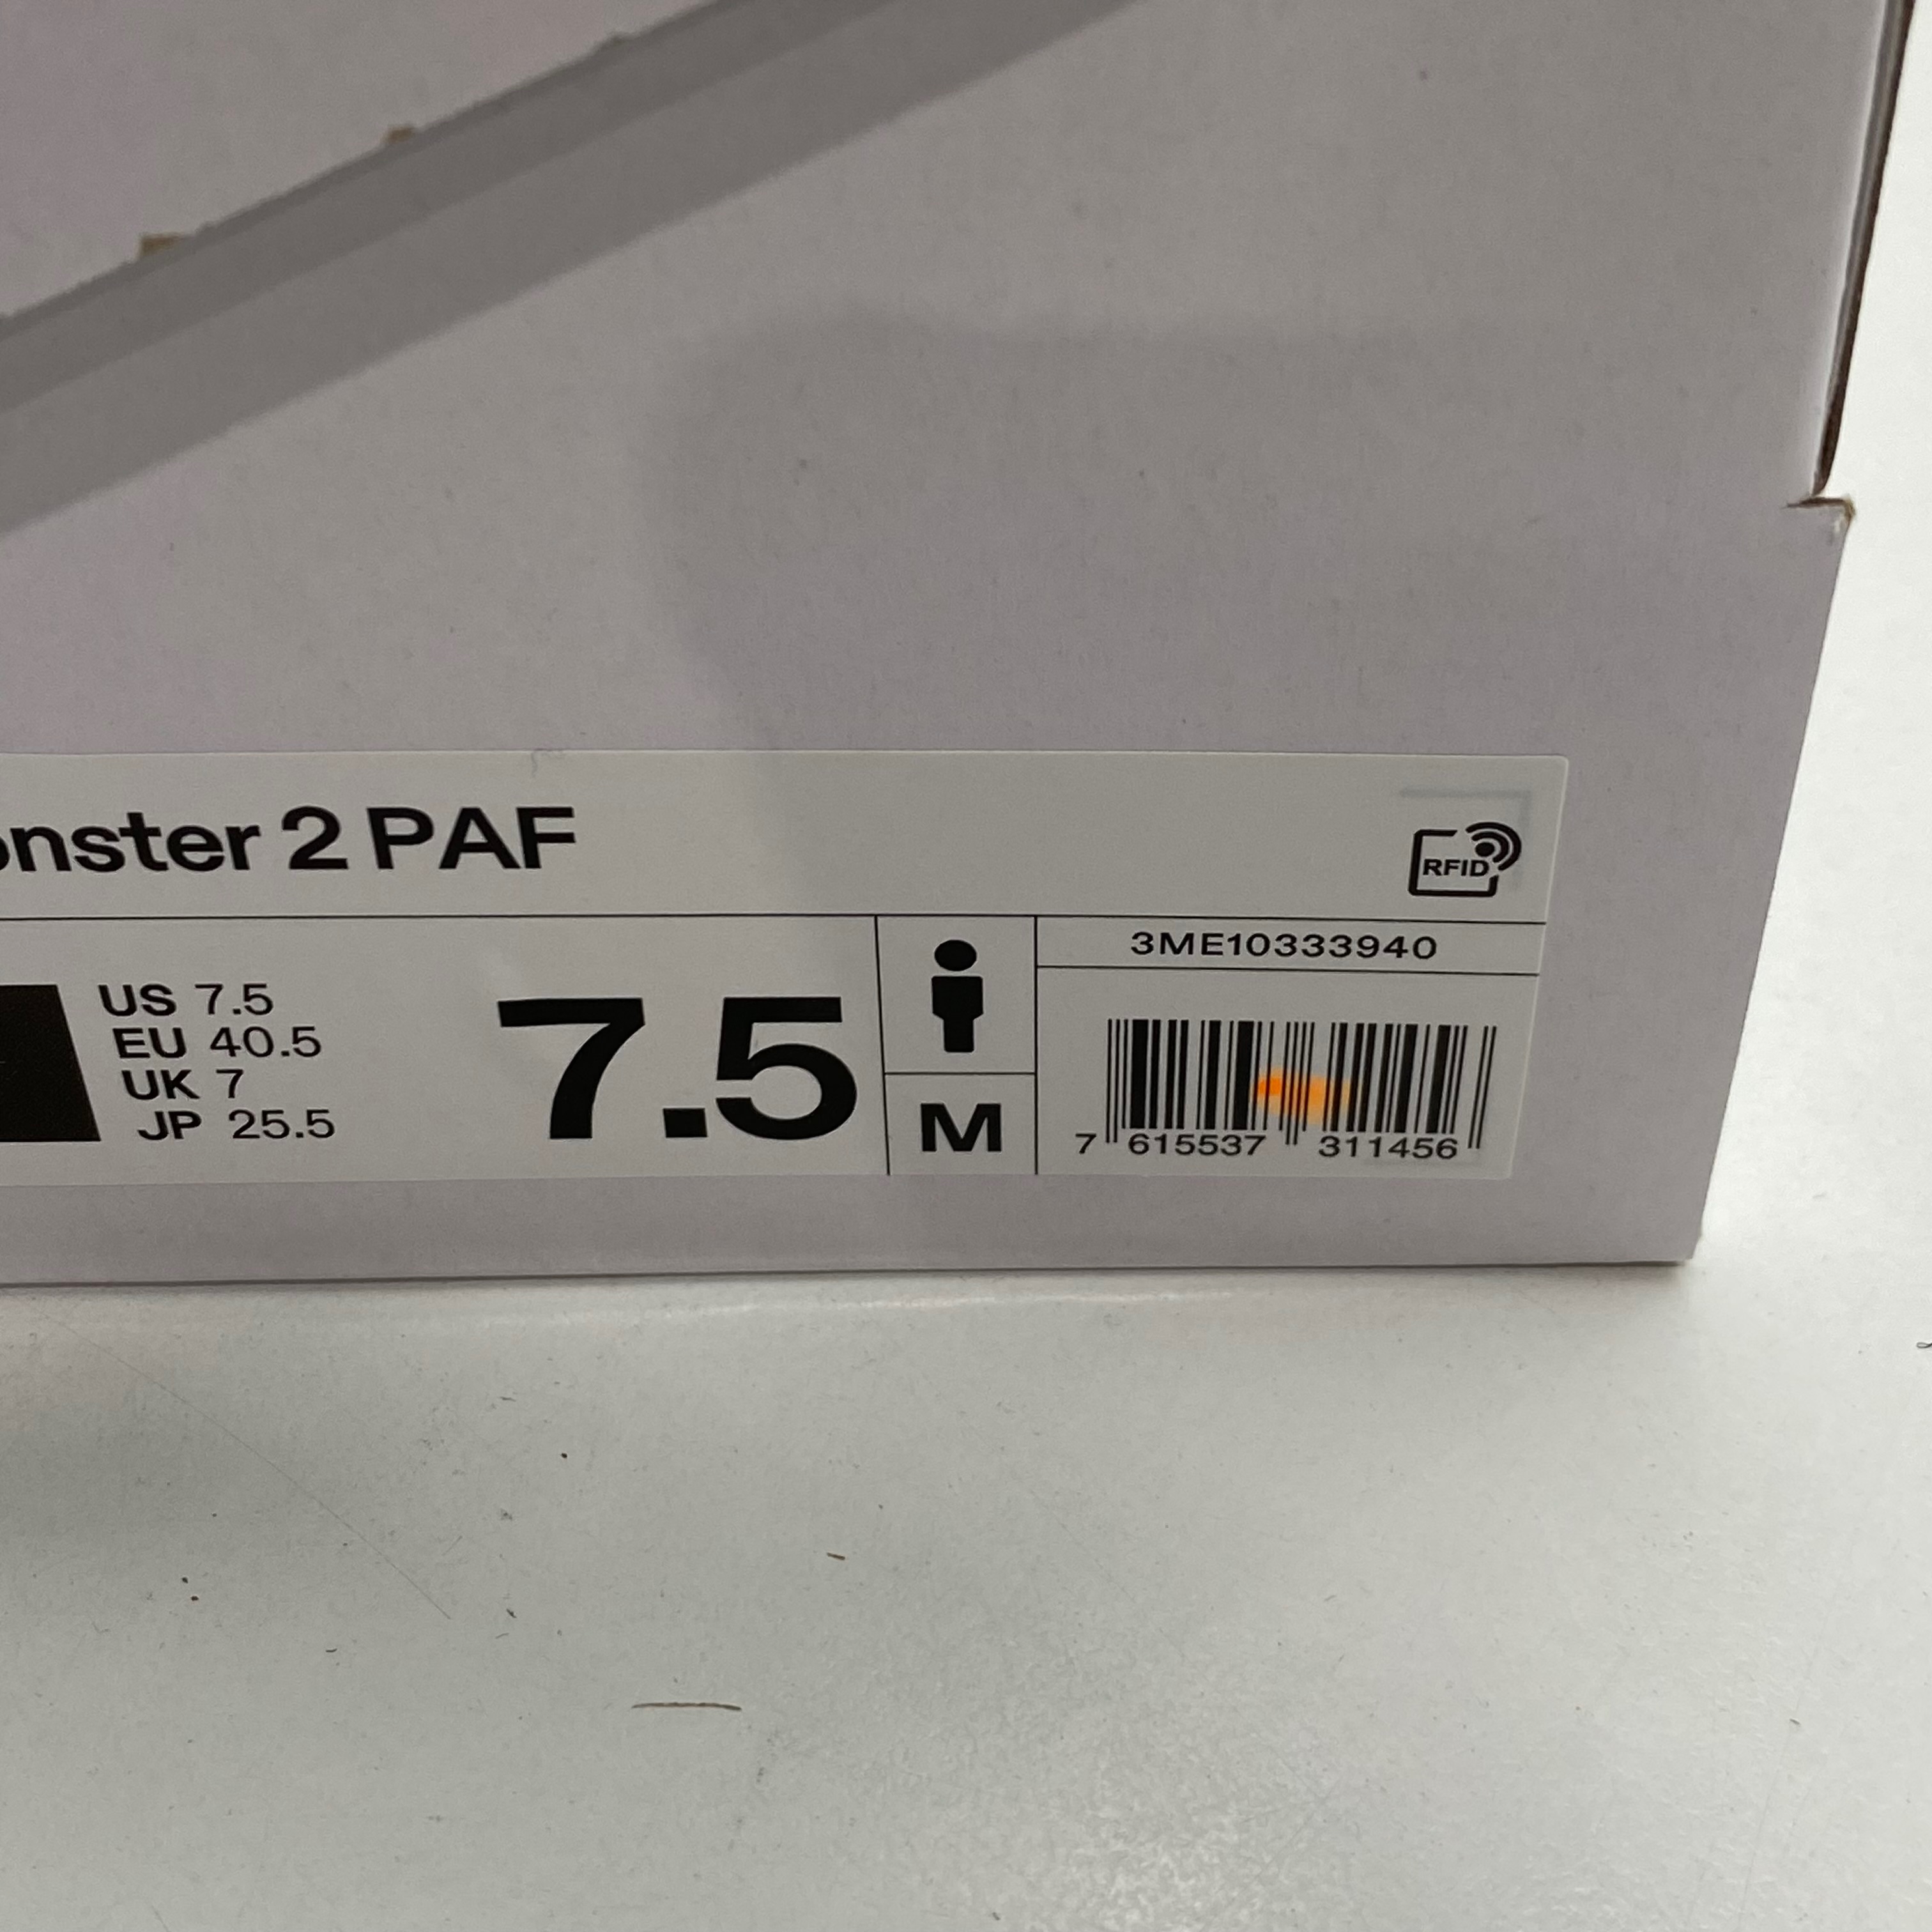 onster 2 PAF
RFID
3ME10333940
US 7.5
EU 40.5
UK 7
JP 25.5
7.5
M
7 615537 311456